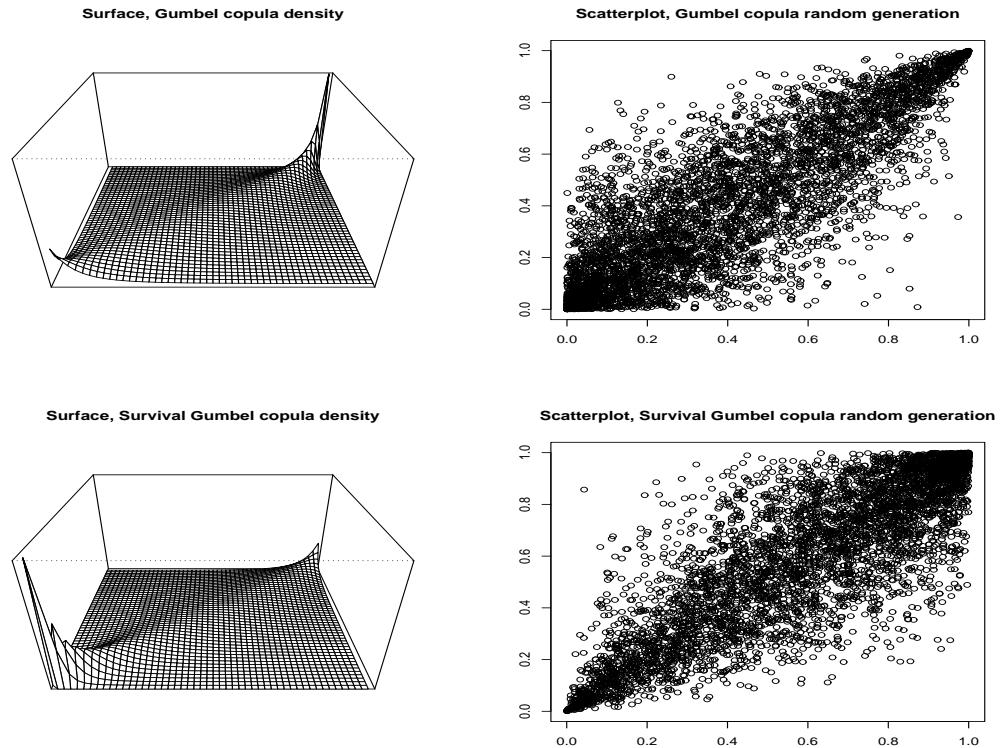 Surface, Gumbel copula density
Scatterplot, Gumbel copula random generation
1.0
0.8
0.6
0.4
0.2
0.0
0.0 0.2 0.4 0.6 0.8 1.0
Surface, Survival Gumbel copula density
Scatterplot, Survival Gumbel copula random generation
1.0
0.8
0.6
0.4
0.2
0.0
0.0 0.2 0.4 0.6 0.8 1.0